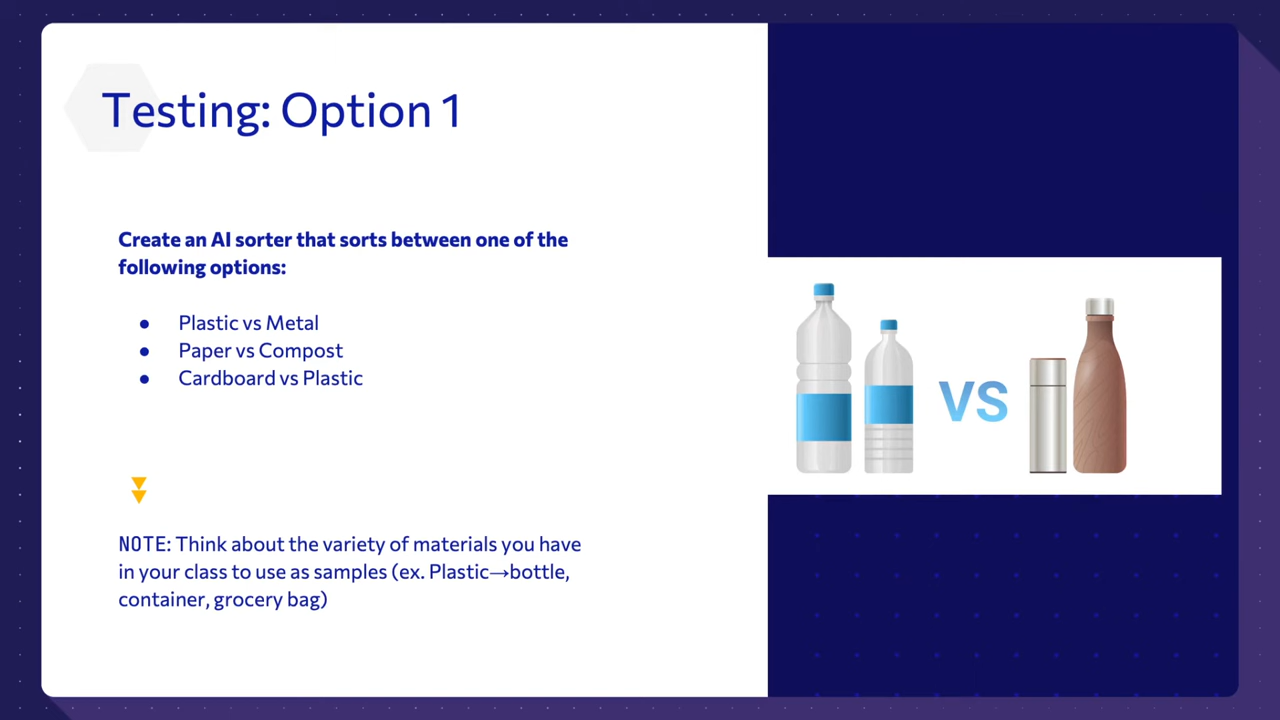 Testing: Option 1
Create an AI sorter that sorts between one of the
following options:
● Plastic vs Metal
● Paper vs Compost
● Cardboard vs Plastic
NOTE: Think about the variety of materials you have
in your class to use as samples (ex. Plastic→bottle,
container, grocery bag)
VS